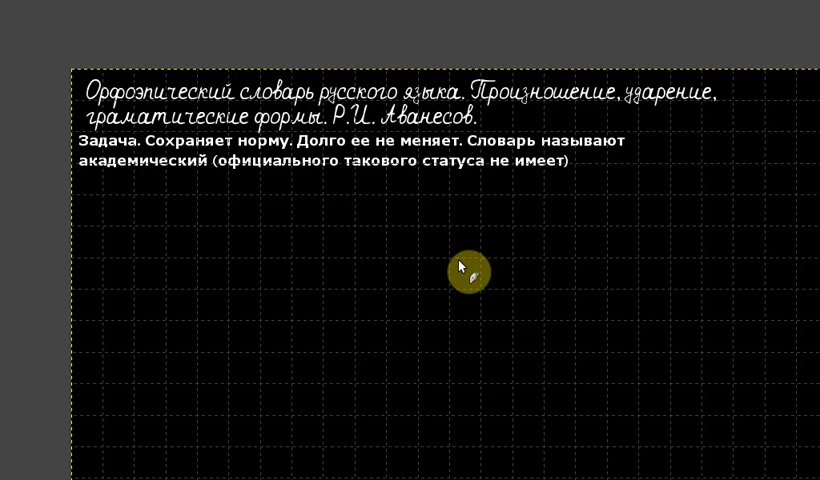 Орфоэпический словарь русского языка. Произношение, ударение,
граматические формы. Р.И. Аванесов.
Задача. Сохраняет норму. Долго ее не меняет. Словарь называют
академический (официального такового статуса не имеет)